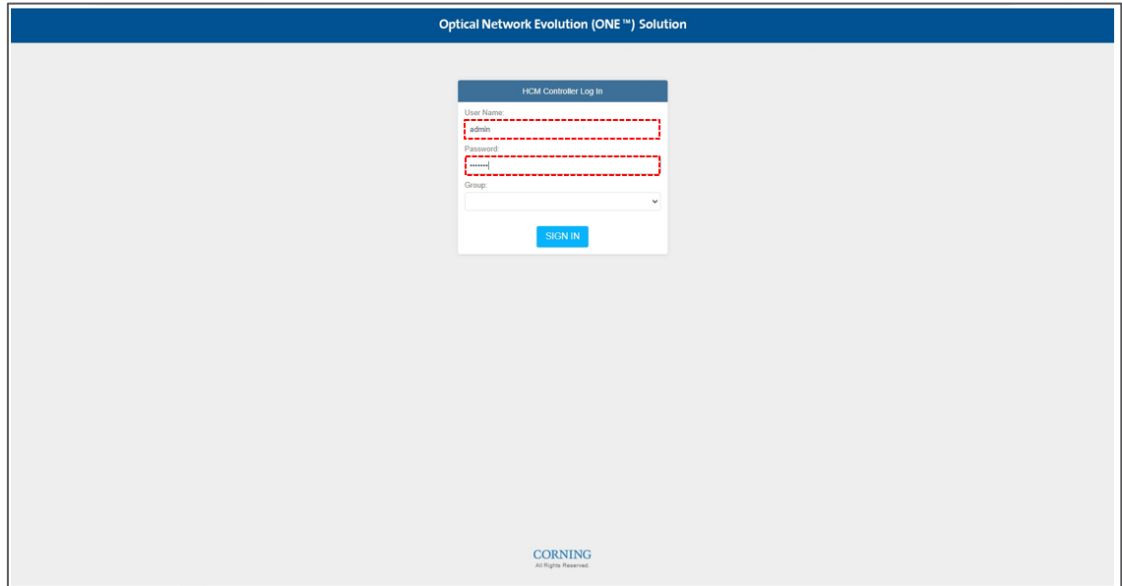 Optical Network Evolution (ONE™) Solution
HCM Controller Log In
User Name:
admin
Password:
•••••••
Group:
SIGN IN
CORNING
All Rights Reserved.